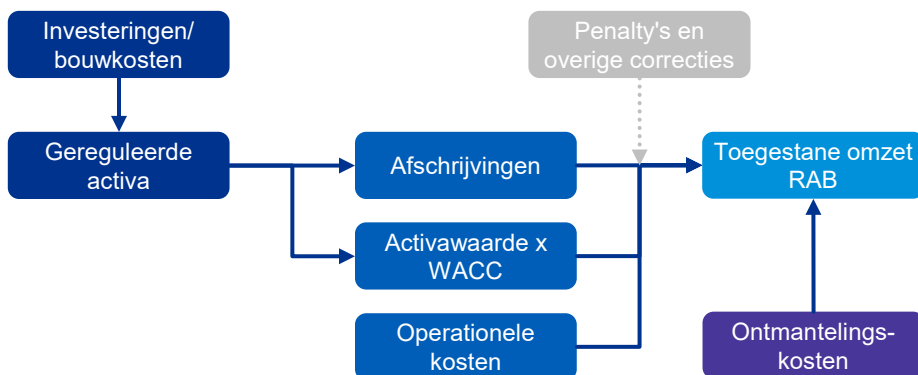 Investeringen/
bouwkosten
Penalty's en
overige correcties
Gereguleerde
activa
Afschrijvingen
Toegestane omzet
RAB
Activawaarde x
WACC
Operationele
kosten
Ontmantelings-
kosten